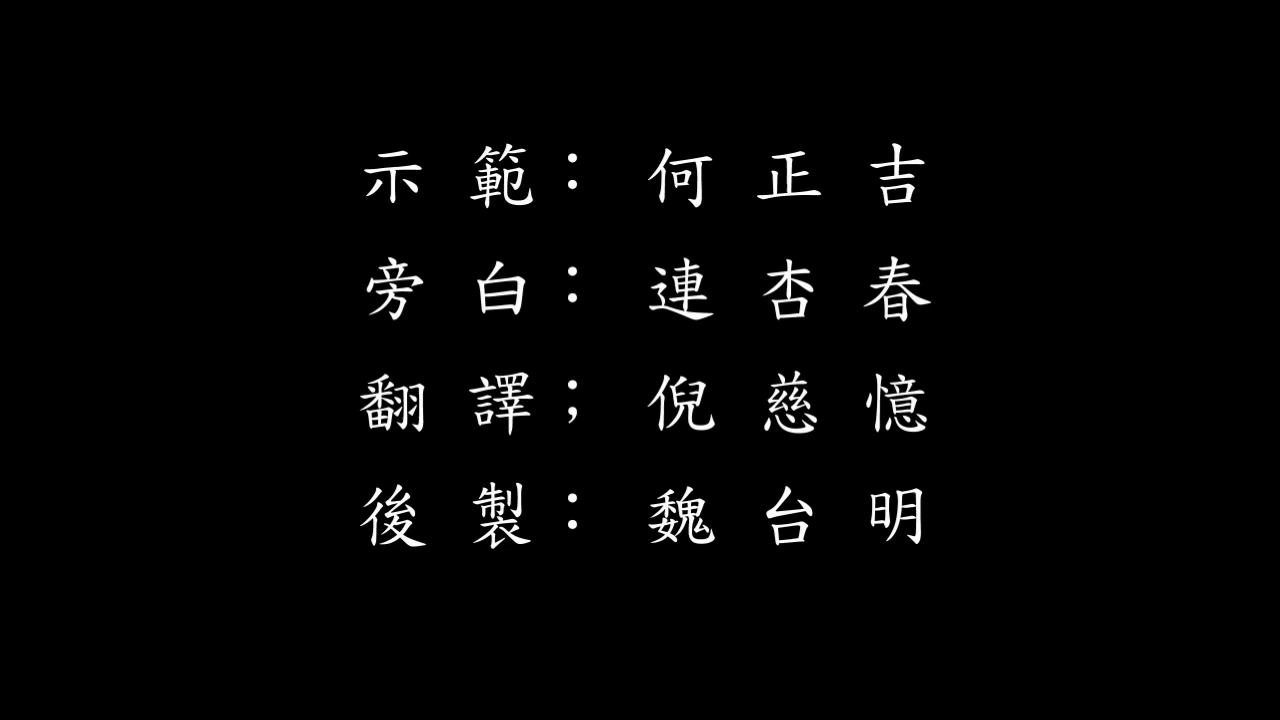 示範：何正吉
旁白：連杏春
翻譯；倪慈憶
後製：魏台明